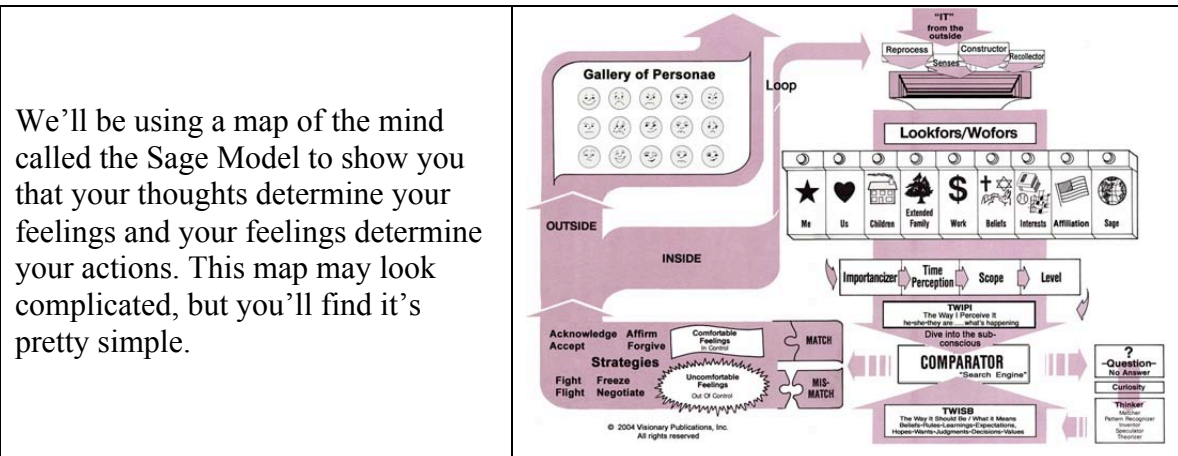 We’ll be using a map of the mind
called the Sage Model to show you
that your thoughts determine your
feelings and your feelings determine
your actions. This map may look
complicated, but you’ll find it’s
pretty simple.
"IT"
from the
outside
Reprocess
Senses
Constructor
Recollector
Gallery of Personae
Loop
Lookfors/Wofors
Me
Us
Children
Extended
Family
Work
Beliefs
Interests
Affiliation
Sage
OUTSIDE
INSIDE
Importancizer
Time
Perception
Scope
Level
TWIPI
The Way I Perceive It
he-she-they are.....what's happening
Dive into the sub-
conscious
COMPARATOR
"Search Engine"
TWISB
The Way It Should Be / What it Means
Beliefs-Rules-Learnings-Expectations,
Hopes-Wants-Judgments-Decisions-Values
Acknowledge Affirm
Accept Forgive
Strategies
Fight Freeze
Flight Negotiate
Comfortable
Feelings
In Control
Uncomfortable
Feelings
Out Of Control
MATCH
MIS-
MATCH
?
-Question-
No Answer
Curiosity
Thinker
Matcher
Pattern Recognizer
Inventor
Speculator
Theorizer
© 2004 Visionary Publications, Inc.
All rights reserved